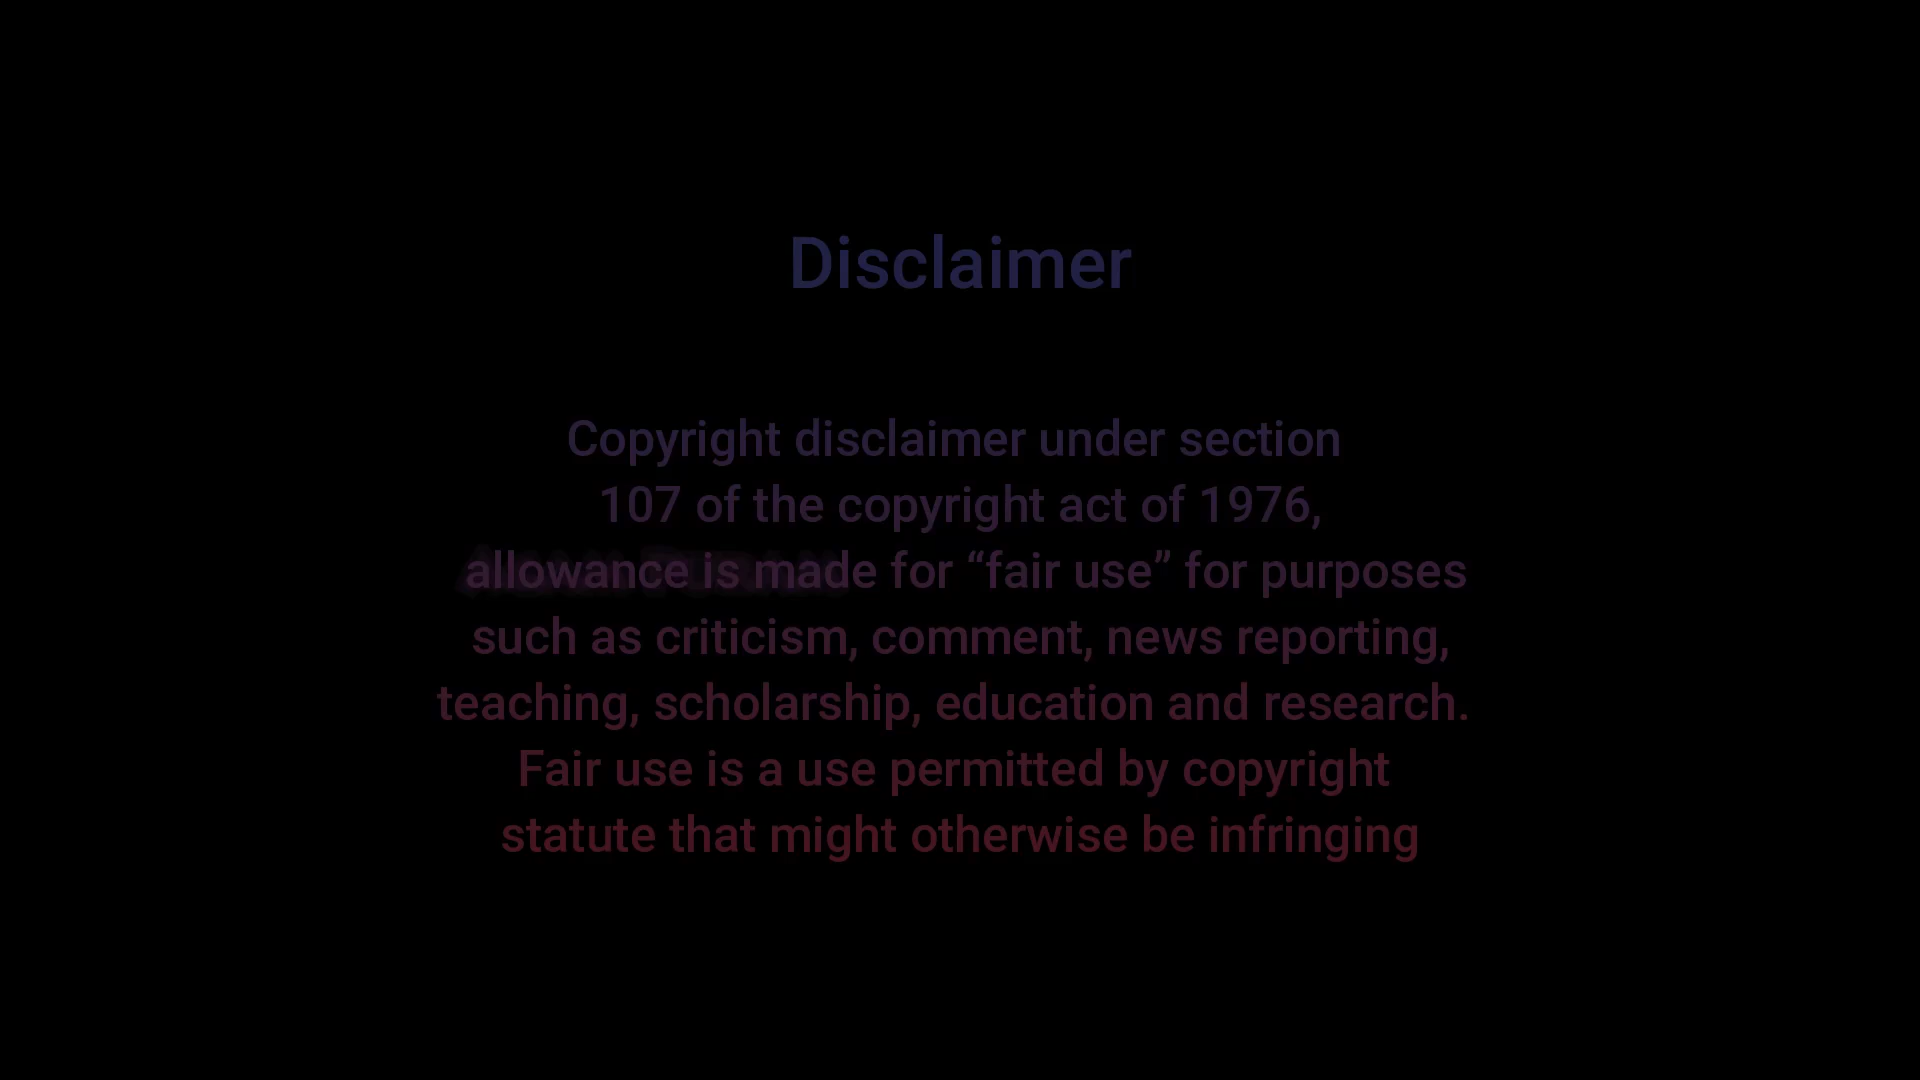 Disclaimer
Copyright disclaimer under section
107 of the copyright act of 1976,
allowance is made for “fair use” for purposes
such as criticism, comment, news reporting,
teaching, scholarship, education and research.
Fair use is a use permitted by copyright
statute that might otherwise be infringing